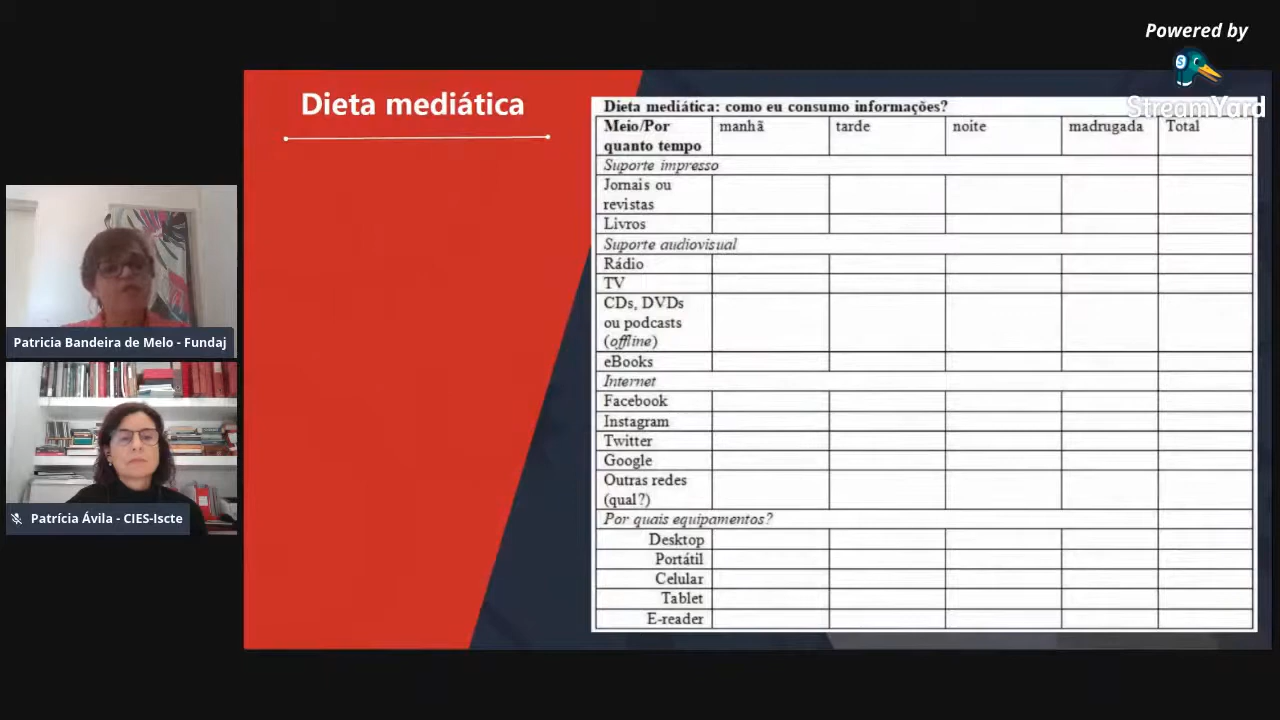 Powered by
StreamYard
Dieta mediática
Dieta mediática: como eu consumo informações?
Meio/Por quanto tempo manhã tarde noite madrugada Total
Suporte impresso
Jornais ou
revistas
Livros
Suporte audiovisual
Rádio
TV
CDs, DVDs
ou podcasts
(offline)
eBooks
Internet
Facebook
Instagram
Twitter
Google
Outras redes
(qual?)
Por quais equipamentos?
Desktop
Portátil
Celular
Tablet
E-reader
Patricia Bandeira de Melo - Fundaj
Patrícia Ávila - CIES-Iscte